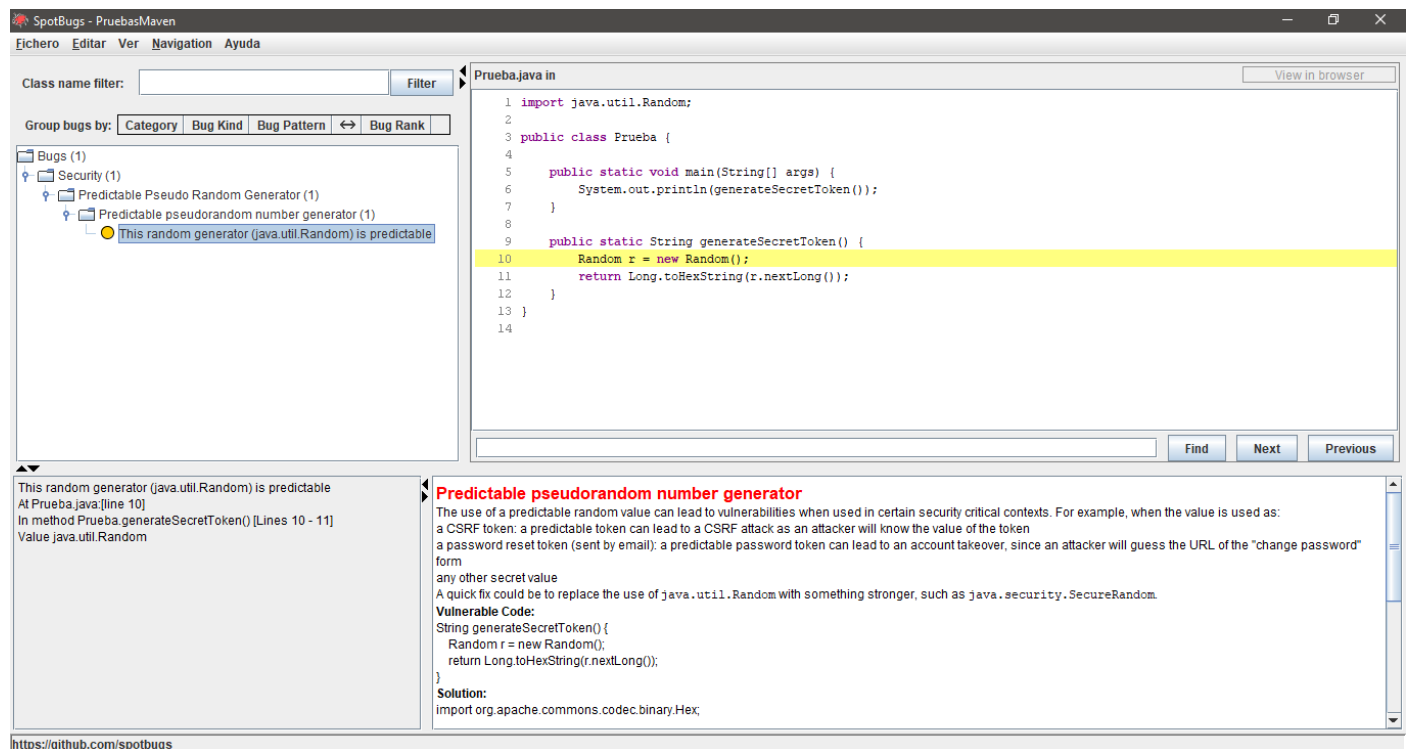 SpotBugs - PruebasMaven
Fichero Editar Ver Navigation Ayuda
Class name filter:
Filter
Group bugs by: Category Bug Kind Bug Pattern ↔ Bug Rank
Bugs (1)
Security (1)
Predictable Pseudo Random Generator (1)
Predictable pseudorandom number generator (1)
This random generator (java.util.Random) is predictable
Prueba.java in
View in browser
1 import java.util.Random;
2
3 public class Prueba {
4
5     public static void main(String[] args) {
6         System.out.println(generateSecretToken());
7     }
8
9     public static String generateSecretToken() {
10         Random r = new Random();
11         return Long.toHexString(r.nextLong());
12     }
13 }
14
Find Next Previous
This random generator (java.util.Random) is predictable
At Prueba.java:[line 10]
In method Prueba.generateSecretToken() [Lines 10 - 11]
Value java.util.Random
Predictable pseudorandom number generator
The use of a predictable random value can lead to vulnerabilities when used in certain security critical contexts. For example, when the value is used as:
a CSRF token: a predictable token can lead to a CSRF attack as an attacker will know the value of the token
a password reset token (sent by email): a predictable password token can lead to an account takeover, since an attacker will guess the URL of the "change password"
form
any other secret value
A quick fix could be to replace the use of java.util.Random with something stronger, such as java.security.SecureRandom.
Vulnerable Code:
String generateSecretToken() {
Random r = new Random();
return Long.toHexString(r.nextLong());
}
Solution:
import org.apache.commons.codec.binary.Hex;
https://github.com/spotbugs